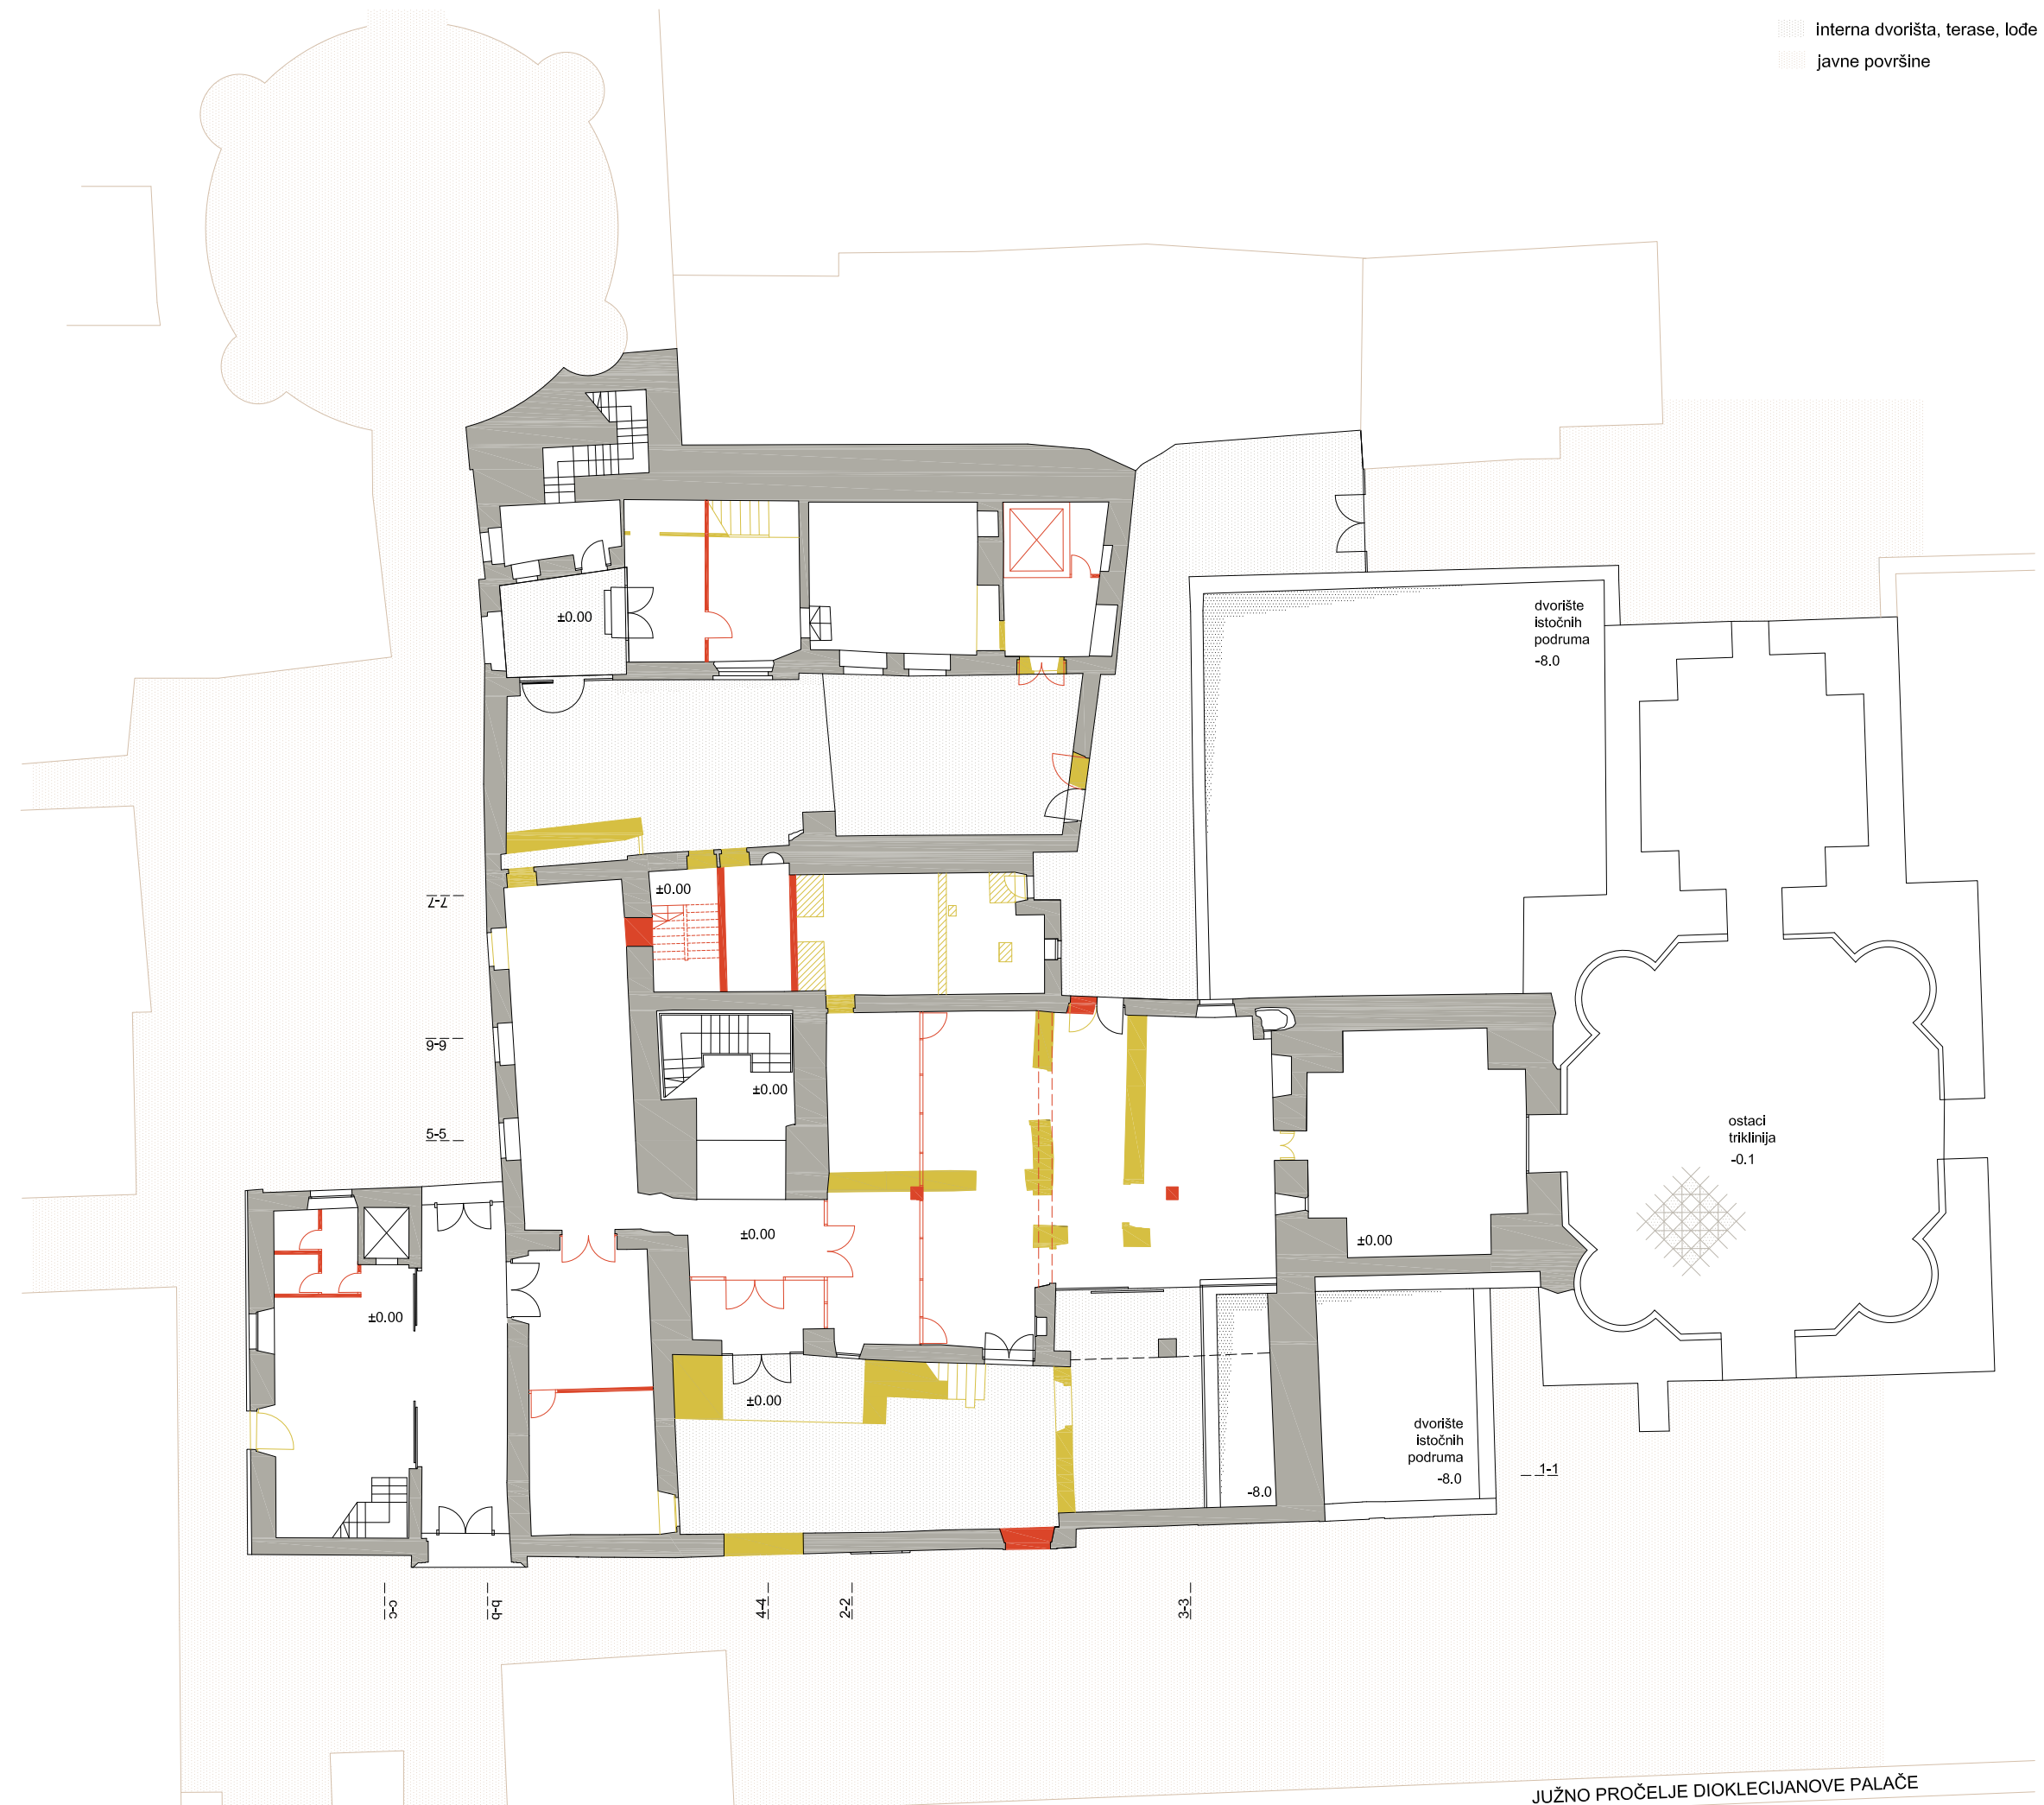 interna dvorišta, terase, lođe
javne površine
±0.00
dvorište
istočnih
podruma
-8.0
±0.00
7-7
9-9
±0.00
5-5
ostaci
triklinija
-0.1
±0.00
±0.00
±0.00
±0.00
dvorište
istočnih
podruma
-8.0
1-1
-8.0
c-c
b-b
4-4
2-2
3-3
JUŽNO PROČELJE DIOKLECIJANOVE PALAČE